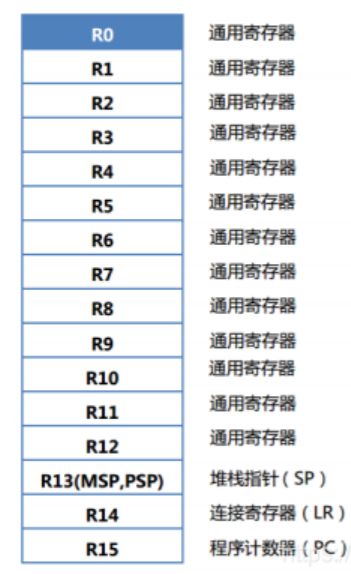 R0 通用寄存器
R1 通用寄存器
R2 通用寄存器
R3 通用寄存器
R4 通用寄存器
R5 通用寄存器
R6 通用寄存器
R7 通用寄存器
R8 通用寄存器
R9 通用寄存器
R10 通用寄存器
R11 通用寄存器
R12 通用寄存器
R13(MSP,PSP) 堆栈指针（SP）
R14 连接寄存器（LR）
R15 程序计数器（PC）